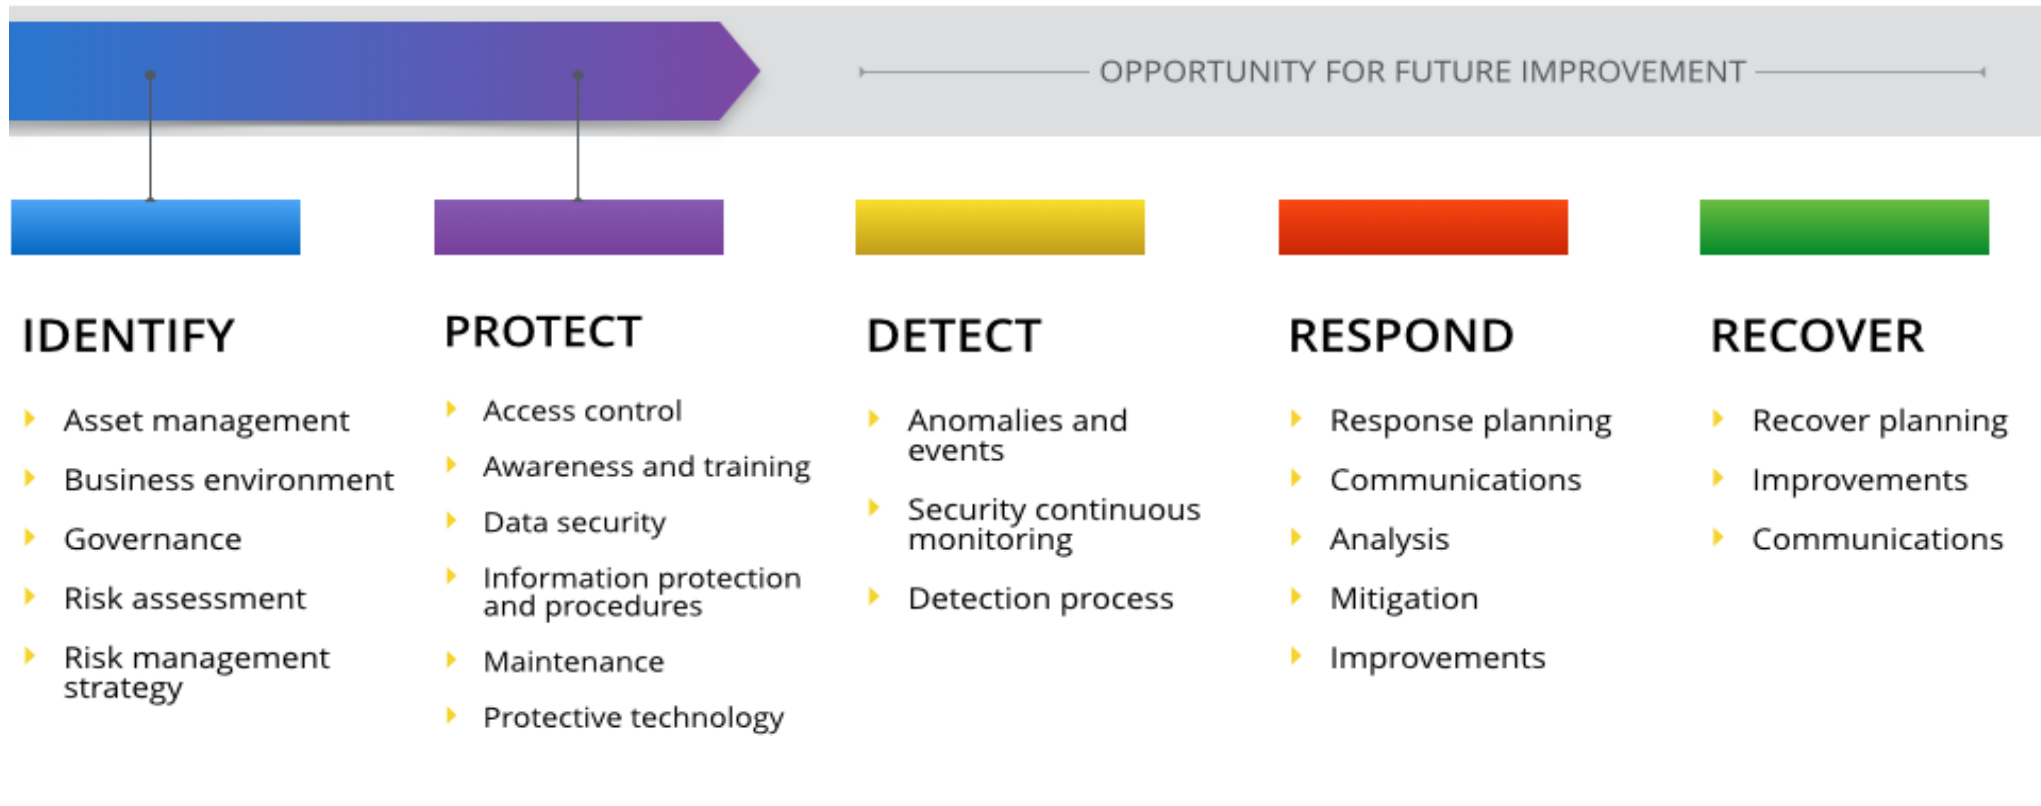 OPPORTUNITY FOR FUTURE IMPROVEMENT
IDENTIFY
Asset management
Business environment
Governance
Risk assessment
Risk management
strategy
PROTECT
Access control
Awareness and training
Data security
Information protection
and procedures
Maintenance
Protective technology
DETECT
Anomalies and
events
Security continuous
monitoring
Detection process
RESPOND
Response planning
Communications
Analysis
Mitigation
Improvements
RECOVER
Recover planning
Improvements
Communications